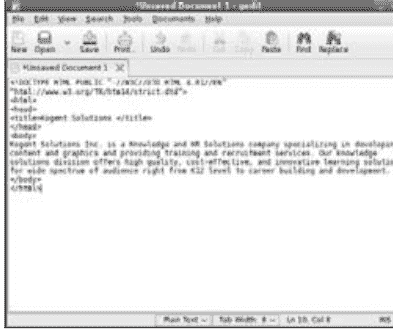 *Unsaved Document 1 - gedit
File Edit View Search Tools Documents Help
New Open Save Print... Undo Redo Cut Copy Paste Find Replace
*Unsaved Document 1
<!DOCTYPE HTML PUBLIC "-//W3C//DTD HTML 4.01//EN"
"html://www.w3.org/TR/html4/strict.dtd">
<html>
<head>
<title>Kogent Solutions </title>
</head>
<body>
Kogent Solutions Inc. is a Knowledge and HR Solutions company specializing in developin
content and graphics and providing training and recruitment services. Our knowledge
solutions division offers high quality, cost-effective, and innovative learning solutio
for wide spectrum of audience right from K12 level to career building and development.
</body>
</html>
Plain Text Tab Width: 8 Ln 10, Col 8 INS